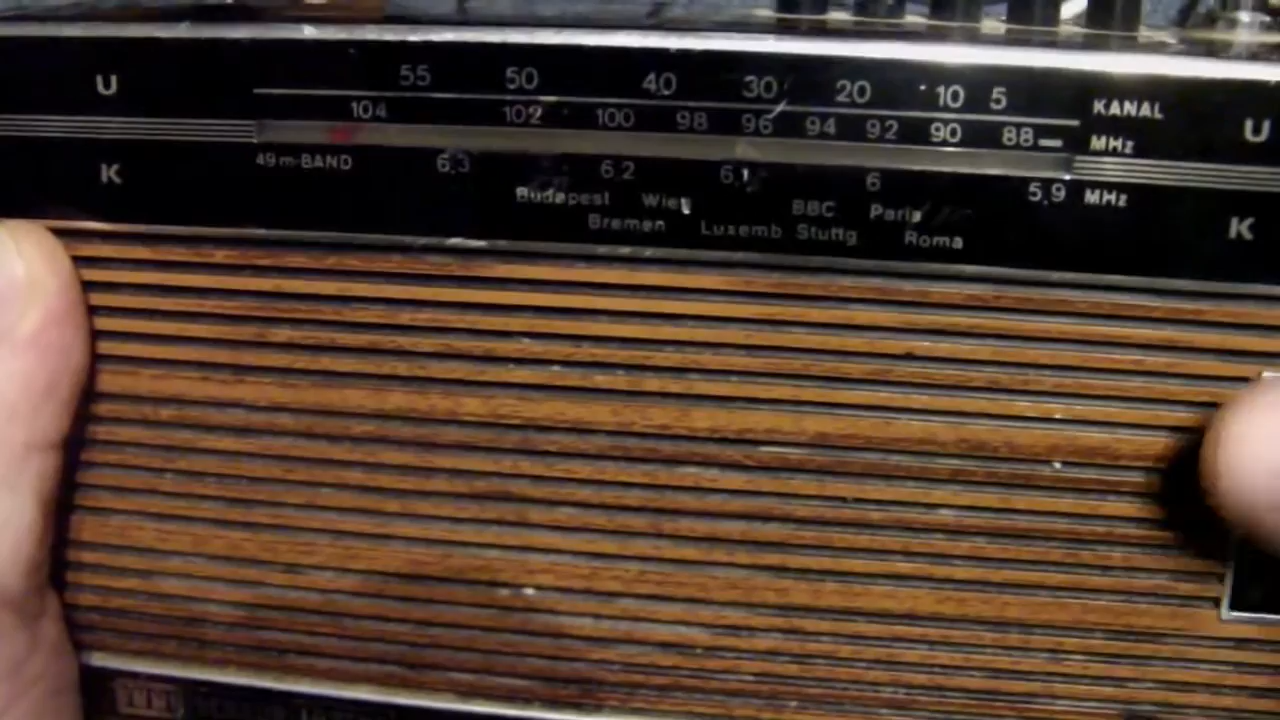 U 55 50 40 30 20 10 5 KANAL U
104 102 100 98 96 94 92 90 88 MHz
K 49m-BAND 6,3 6,2 6,1 6 5,9 MHz K
Budapest Wien BBC Paris
Bremen Luxemb Stuttg Roma